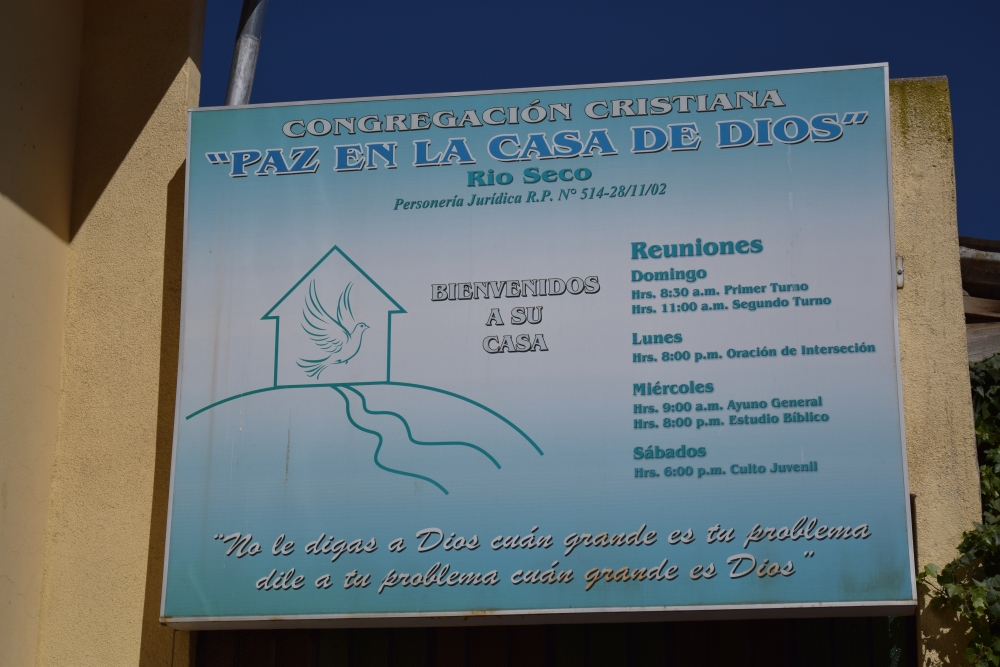 CONGREGACIÓN CRISTIANA
"PAZ EN LA CASA DE DIOS"
Rio Seco
Personería Jurídica R.P. N° 514-28/11/02
BIENVENIDOS
A SU
CASA
Reuniones
Domingo
Hrs. 8:30 a.m. Primer Turno
Hrs. 11:00 a.m. Segundo Turno
Lunes
Hrs. 8:00 p.m. Oración de Interseción
Miércoles
Hrs. 9:00 a.m. Ayuno General
Hrs. 8:00 p.m. Estudio Bíblico
Sábados
Hrs. 6:00 p.m. Culto Juvenil
"No le digas a Dios cuán grande es tu problema
dile a tu problema cuán grande es Dios"